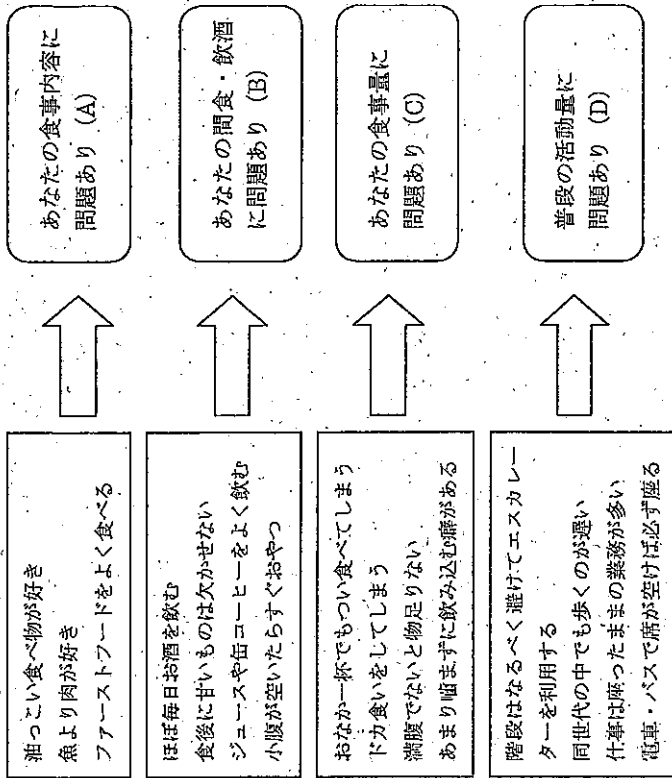 油っこい食べ物が好き
魚より肉が好き
ファーストフードをよく食べる
あなたの食事内容に
問題あり (A)
ほぼ毎日お酒を飲む
食後に甘いものは欠かせない
ジュースや缶コーヒーをよく飲む
小腹が空いたらすぐおやつ
あなたの間食・飲酒
に問題あり (B)
おなか一杯でもつい食べてしまう
ドカ食いをしてしまう
満腹でないと物足りない
あまり噛まずに飲み込む癖がある
あなたの食事量に
問題あり (C)
階段はなるべく避けてエスカレー
ターを利用する
同世代の中でも歩くのが遅い
仕事は座ったままの業務が多い
電車・バスで席が空けば必ず座る
普段の活動量に
問題あり (D)